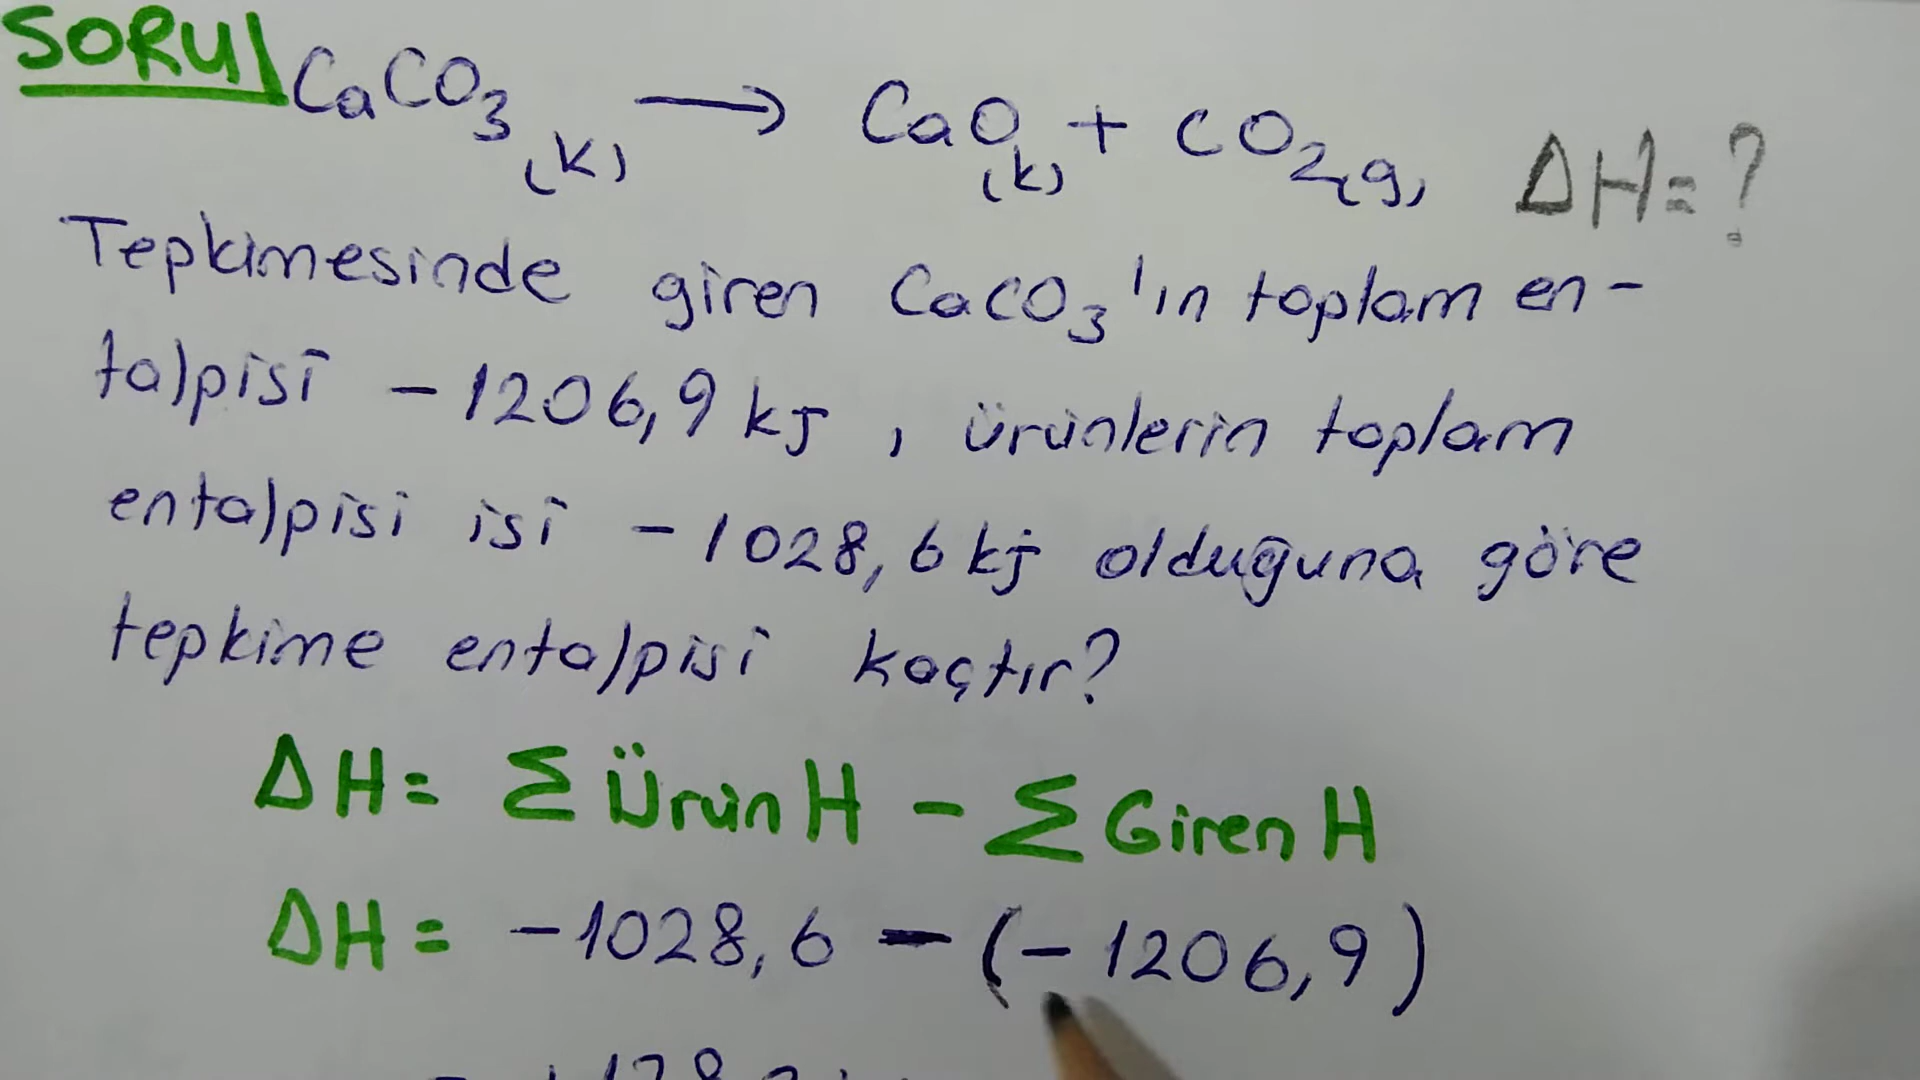 SORU
CaCO₃(k) → CaO(k) + CO₂(g) ΔH=?
Tepkimesinde giren CaCO₃'ın toplam en-
talpisi -1206,9 kj, ürünlerin toplam
entalpisi isi -1028,6 kj olduğuna göre
tepkime entalpisi kaçtır?
ΔH= Σ Ürün H - Σ Giren H
ΔH= -1028,6 - (-1206,9)